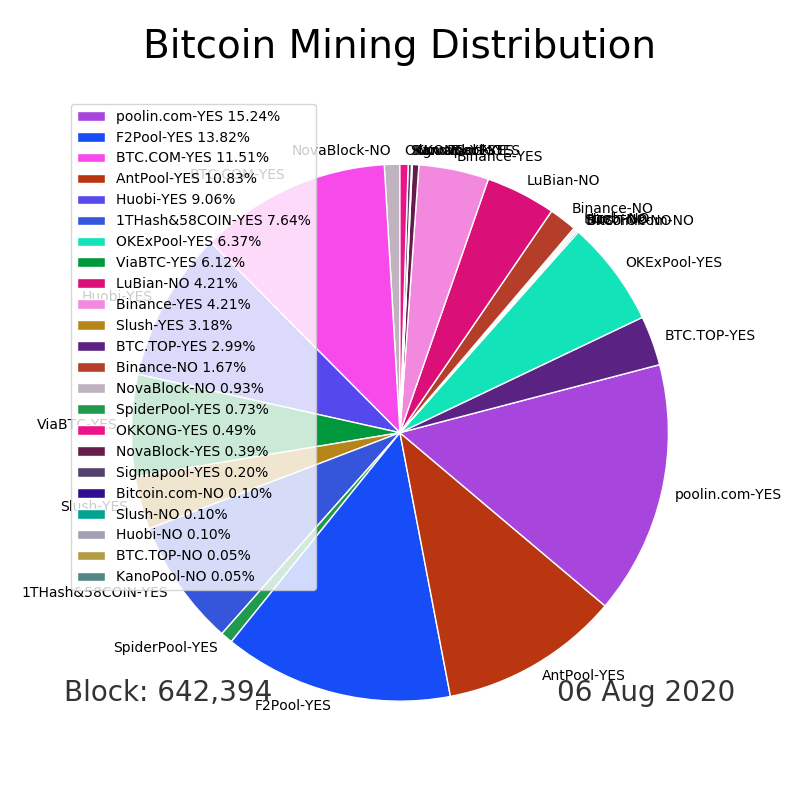 Bitcoin Mining Distribution
poolin.com-YES 15.24%
F2Pool-YES 13.82%
BTC.COM-YES 11.51%
AntPool-YES 10.83%
Huobi-YES 9.06%
1THash&58COIN-YES 7.64%
OKExPool-YES 6.37%
ViaBTC-YES 6.12%
LuBian-NO 4.21%
Binance-YES 4.21%
Slush-YES 3.18%
BTC.TOP-YES 2.99%
Binance-NO 1.67%
NovaBlock-NO 0.93%
SpiderPool-YES 0.73%
OKKONG-YES 0.49%
NovaBlock-YES 0.39%
Sigmapool-YES 0.20%
Bitcoin.com-NO 0.10%
Slush-NO 0.10%
Huobi-NO 0.10%
BTC.TOP-NO 0.05%
KanoPool-NO 0.05%
NovaBlock-NO
Binance-YES
BTC.COM-YES
LuBian-NO
Binance-NO
OKExPool-YES
Huobi-YES
BTC.TOP-YES
ViaBTC-YES
poolin.com-YES
Slush-YES
1THash&58COIN-YES
SpiderPool-YES
AntPool-YES
F2Pool-YES
Block: 642,394
06 Aug 2020